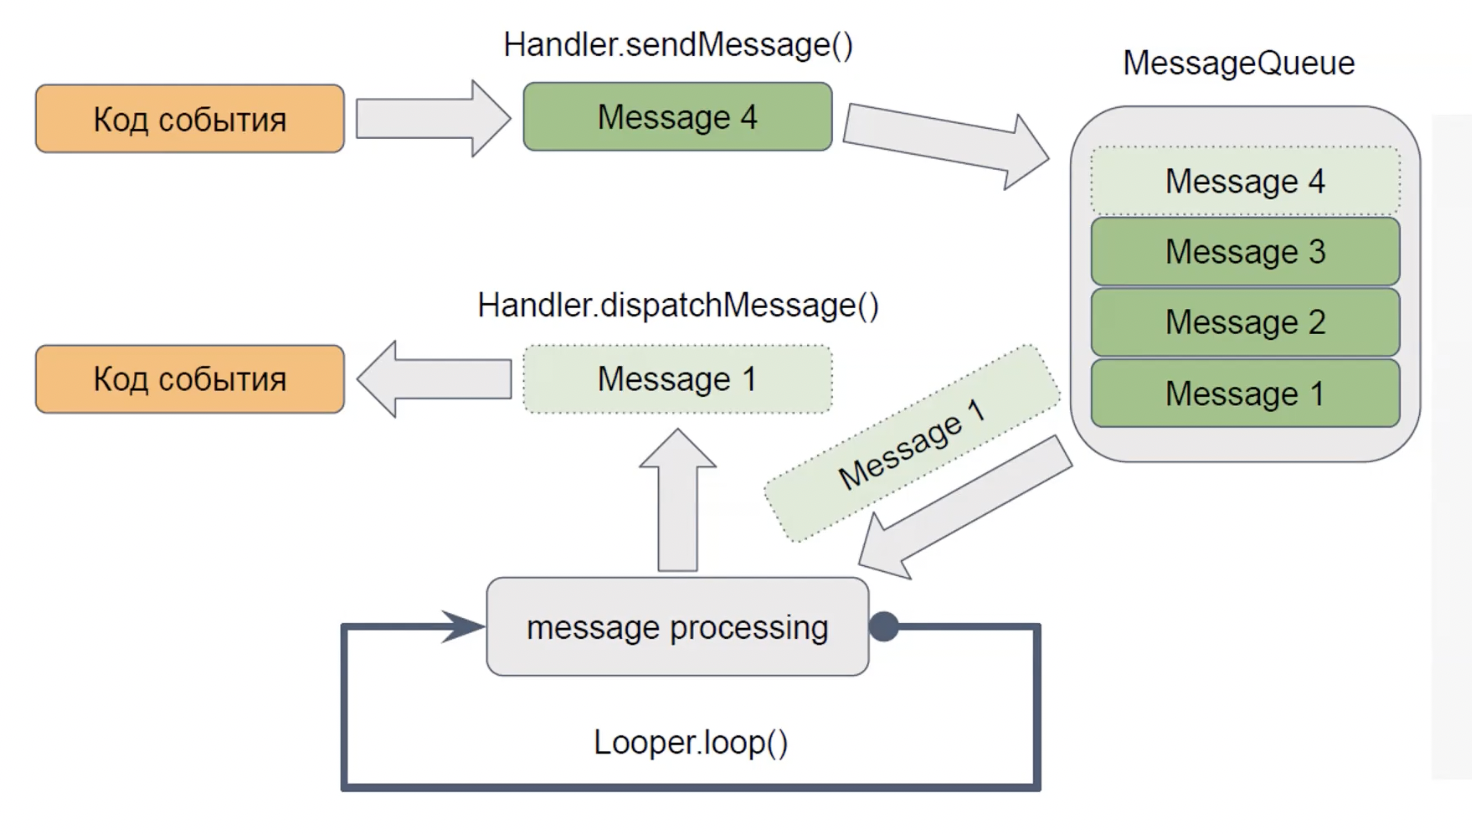 Handler.sendMessage()
MessageQueue
Код события
Message 4
Message 4
Message 3
Message 2
Message 1
Handler.dispatchMessage()
Код события
Message 1
Message 1
message processing
Looper.loop()